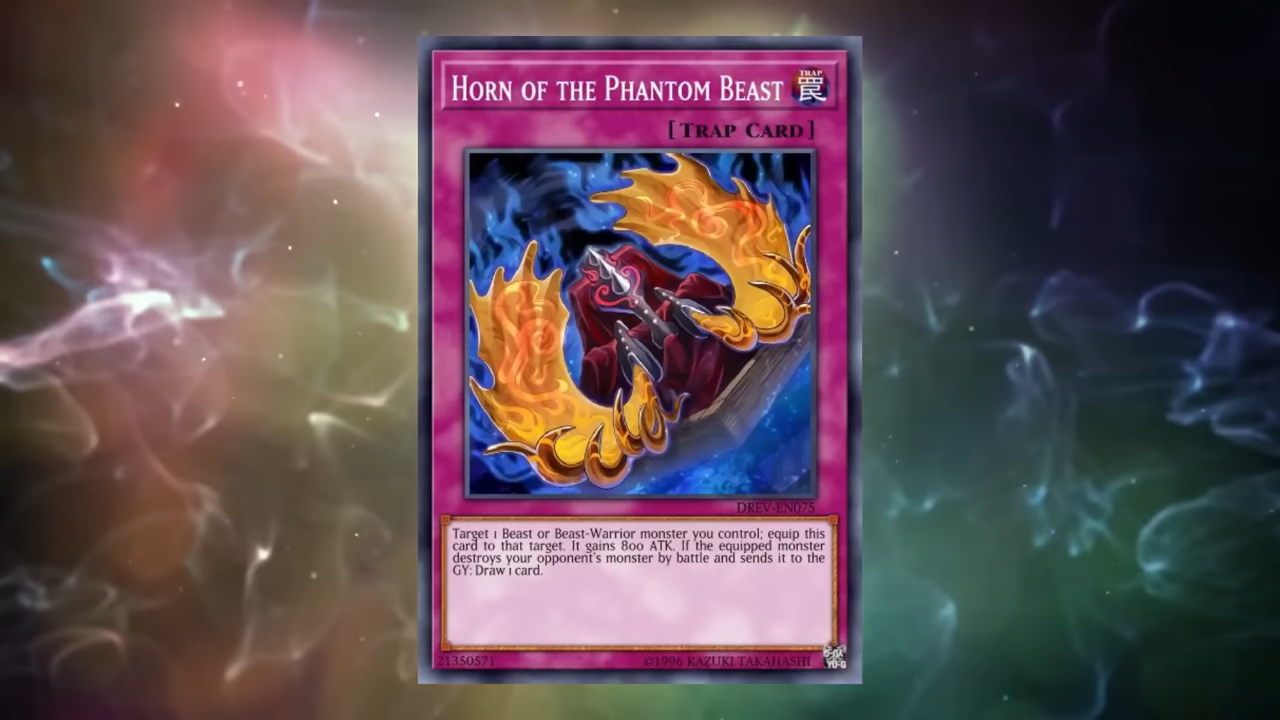 HORN OF THE PHANTOM BEAST
TRAP
罠
[TRAP CARD]
DREV-EN075
Target 1 Beast or Beast-Warrior monster you control; equip this
card to that target. It gains 800 ATK. If the equipped monster
destroys your opponent's monster by battle and sends it to the
GY: Draw 1 card.
21350571
©1996 KAZUKI TAKAHASHI